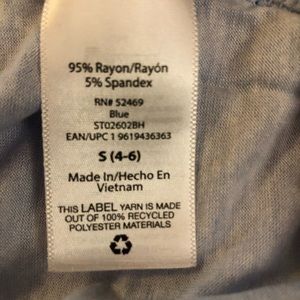 95% Rayon/Rayón
5% Spandex
RN# 52469
Blue
ST02602BH
EAN/UPC 1 9619436363
S (4-6)
Made In/Hecho En
Vietnam
THIS LABEL YARN IS MADE
OUT OF 100% RECYCLED
POLYESTER MATERIALS